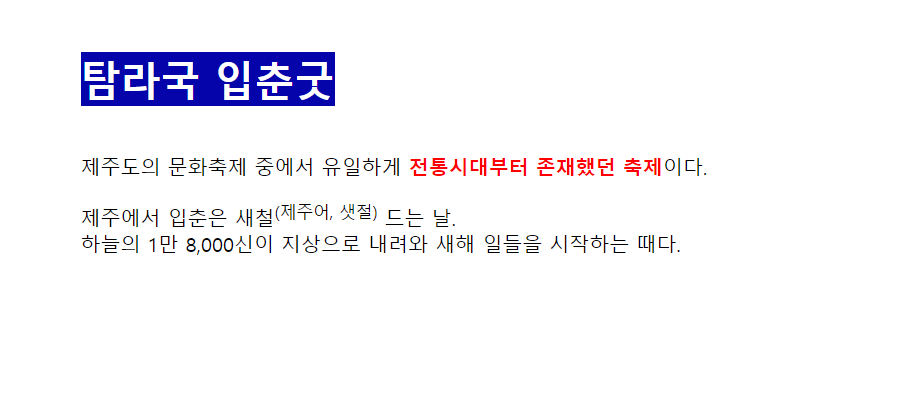 탐라국 입춘굿
제주도의 문화축제 중에서 유일하게 전통시대부터 존재했던 축제이다.
제주에서 입춘은 새철(제주어, 샛절) 드는 날.
하늘의 1만 8,000신이 지상으로 내려와 새해 일들을 시작하는 때다.